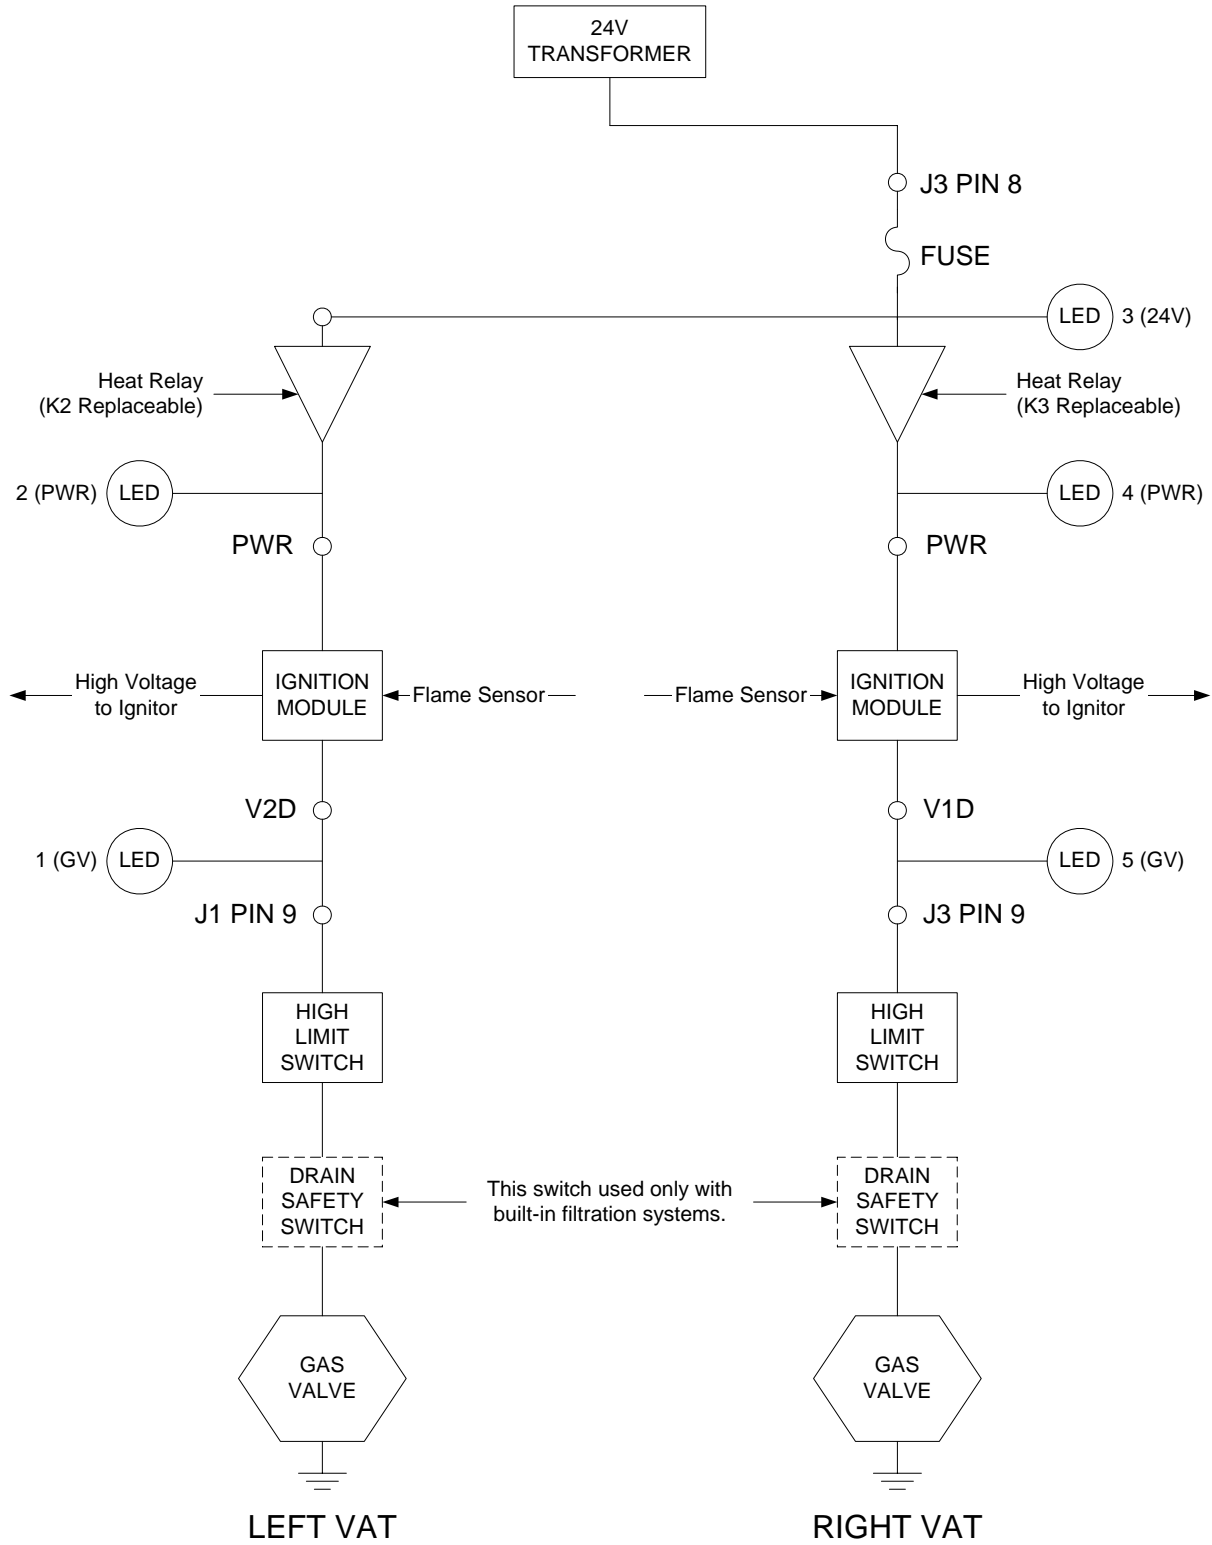 24V
TRANSFORMER
J3 PIN 8
FUSE
LED 3 (24V)
Heat Relay
(K2 Replaceable)
Heat Relay
(K3 Replaceable)
2 (PWR) LED
LED 4 (PWR)
PWR
PWR
High Voltage
to Ignitor
IGNITION
MODULE
Flame Sensor
Flame Sensor
IGNITION
MODULE
High Voltage
to Ignitor
V2D
V1D
1 (GV) LED
LED 5 (GV)
J1 PIN 9
J3 PIN 9
HIGH
LIMIT
SWITCH
HIGH
LIMIT
SWITCH
DRAIN
SAFETY
SWITCH
This switch used only with
built-in filtration systems.
DRAIN
SAFETY
SWITCH
GAS
VALVE
GAS
VALVE
LEFT VAT
RIGHT VAT